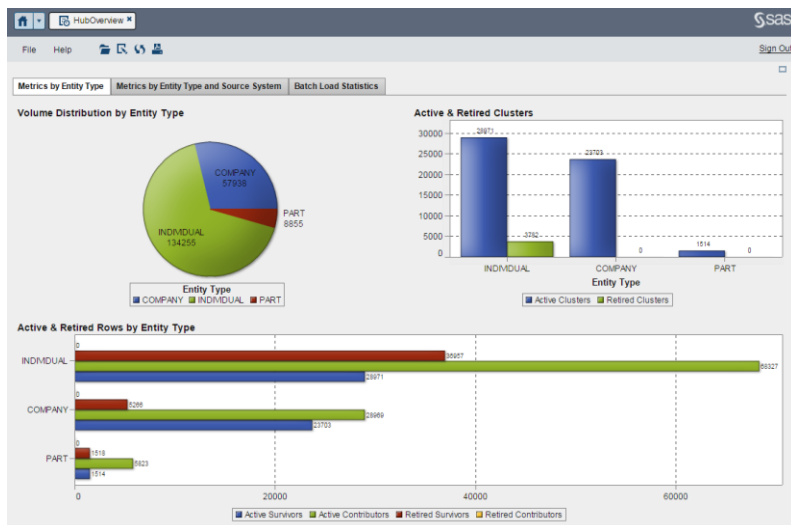 HubOverview
sas
File Help
Sign Out
Metrics by Entity Type Metrics by Entity Type and Source System Batch Load Statistics
Volume Distribution by Entity Type
COMPANY
57938
PART
8855
INDIVIDUAL
134255
Entity Type
COMPANY INDIVIDUAL PART
Active & Retired Clusters
30000
25000
20000
15000
10000
5000
0
28971
3762
23703
0
1514
0
INDIVIDUAL COMPANY PART
Entity Type
Active Clusters Retired Clusters
Active & Retired Rows by Entity Type
INDIVIDUAL
0
36957
68327
28971
COMPANY
0
5266
28969
23703
PART
0
1518
5823
1514
0 20000 40000 60000
Active Survivors Active Contributors Retired Survivors Retired Contributors